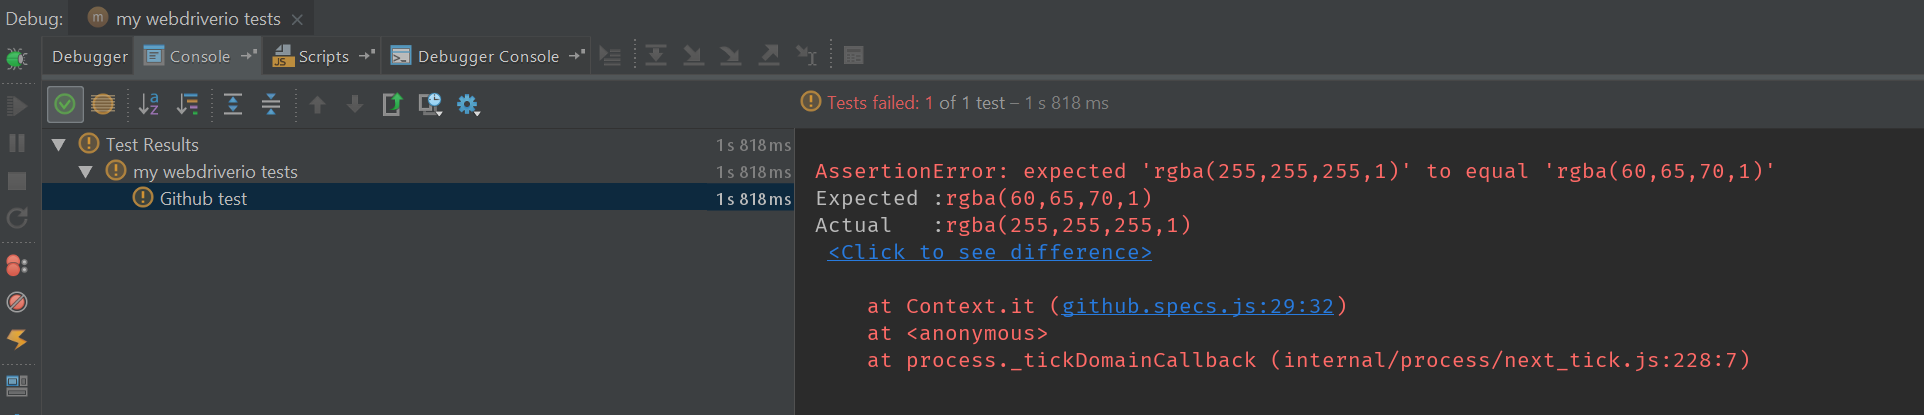 Debug: m my webdriverio tests
Debugger Console Scripts Debugger Console
Tests failed: 1 of 1 test – 1 s 818 ms
Test Results 1 s 818 ms
my webdriverio tests 1 s 818 ms
Github test 1 s 818 ms
AssertionError: expected 'rgba(255,255,255,1)' to equal 'rgba(60,65,70,1)'
Expected :rgba(60,65,70,1)
Actual :rgba(255,255,255,1)
<Click to see difference>
at Context.it (github.specs.js:29:32)
at <anonymous>
at process._tickDomainCallback (internal/process/next_tick.js:228:7)